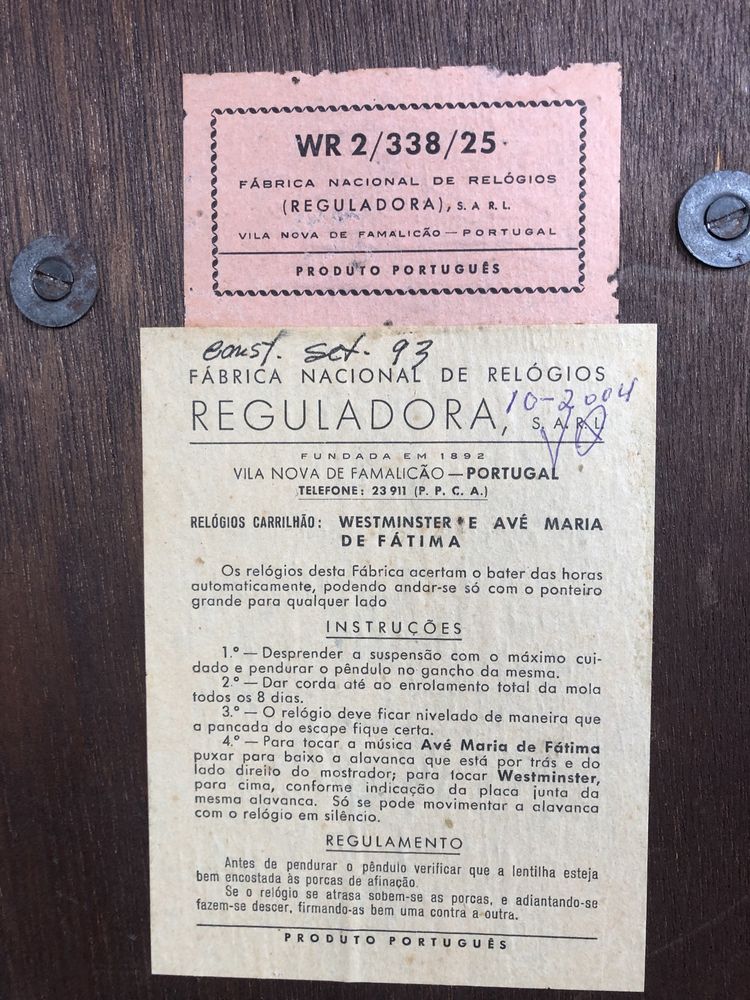 WR 2/338/25
FÁBRICA NACIONAL DE RELÓGIOS
(REGULADORA), S. A R. L.
VILA NOVA DE FAMALICÃO — PORTUGAL
PRODUTO PORTUGUÊS
const. set. 93
FÁBRICA NACIONAL DE RELÓGIOS
10-2004
REGULADORA, S. A. R. L.
FUNDADA EM 1892
VILA NOVA DE FAMALICÃO — PORTUGAL
TELEFONE: 23 911 (P. P. C. A.)
RELÓGIOS CARRILHÃO: WESTMINSTER E AVÉ MARIA
DE FÁTIMA
Os relógios desta Fábrica acertam o bater das horas
automaticamente, podendo andar-se só com o ponteiro
grande para qualquer lado
INSTRUÇÕES
1.º — Desprender a suspensão com o máximo cui-
dado e pendurar o pêndulo no gancho da mesma.
2.º — Dar corda até ao enrolamento total da mola
todos os 8 dias.
3.º — O relógio deve ficar nivelado de maneira que
a pancada do escape fique certa.
4.º — Para tocar a música Avé Maria de Fátima
puxar para baixo a alavanca que está por trás e do
lado direito do mostrador; para tocar Westminster,
para cima, conforme indicação da placa junta da
mesma alavanca. Só se pode movimentar a alavanca
com o relógio em silêncio.
REGULAMENTO
Antes de pendurar o pêndulo verificar que a lentilha esteja
bem encostada às porcas de afinação.
Se o relógio se atrasa sobem-se as porcas, e adiantando-se
fazem-se descer, firmando-as bem uma contra a outra.
PRODUTO PORTUGUÊS